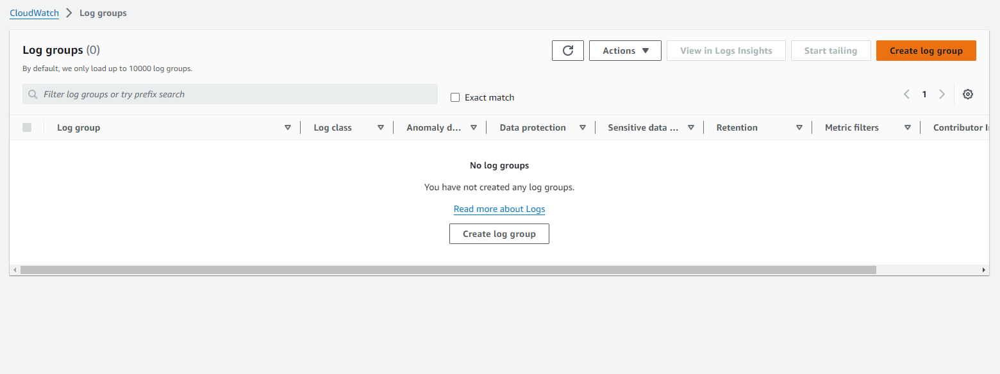 CloudWatch Log groups
Log groups (0)
Actions View in Logs Insights Start tailing Create log group
By default, we only load up to 10000 log groups.
Filter log groups or try prefix search
Exact match
1
Log group Log class Anomaly d... Data protection Sensitive data ... Retention Metric filters Contributor I
No log groups
You have not created any log groups.
Read more about Logs
Create log group